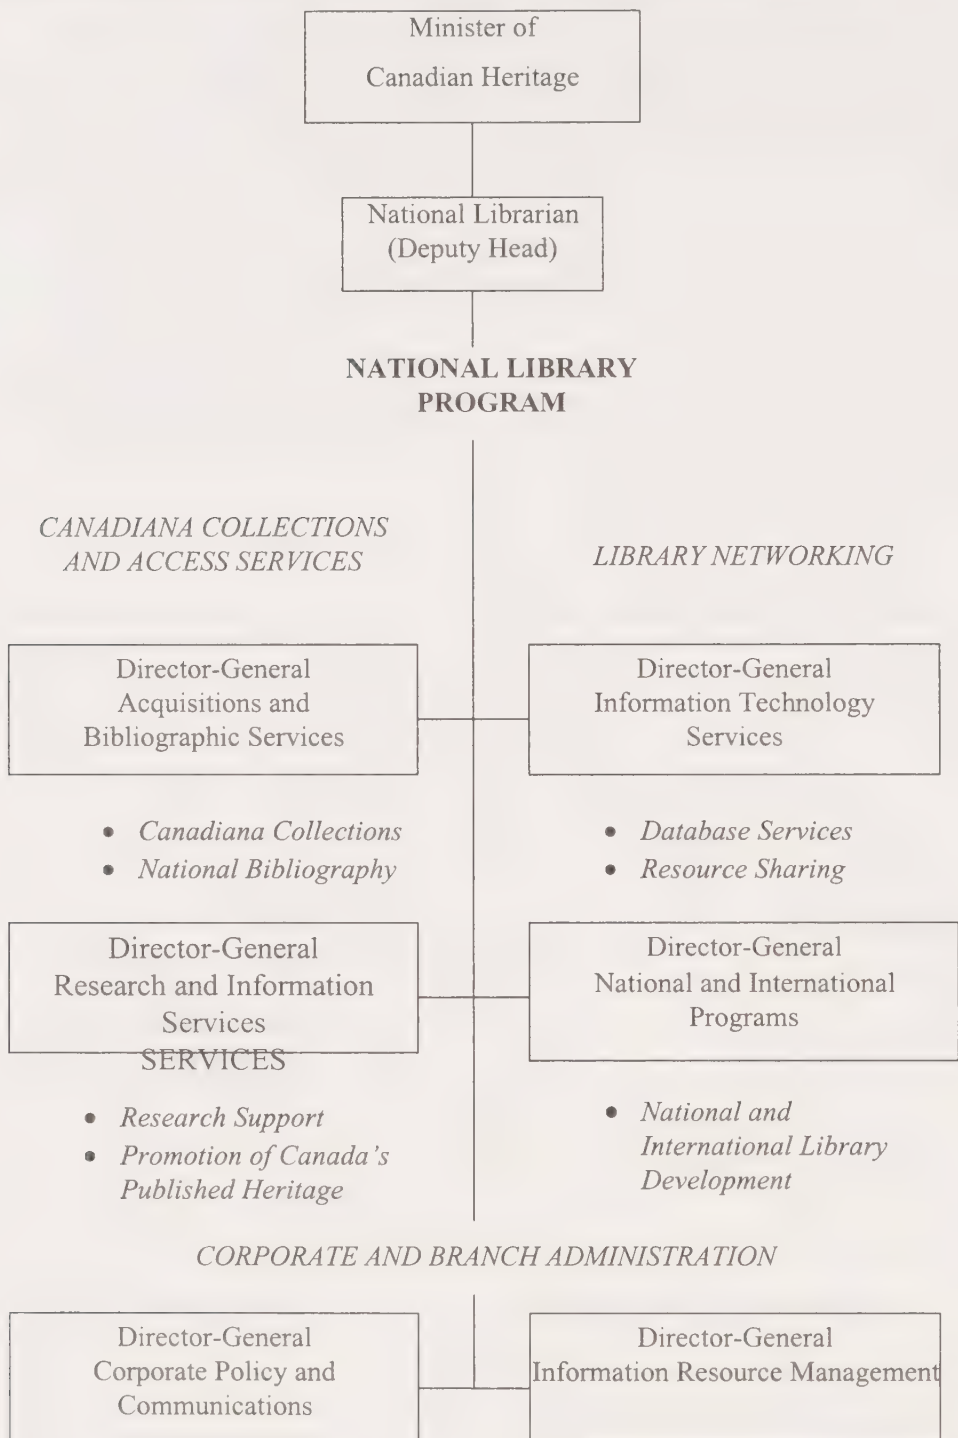 Minister of
Canadian Heritage
National Librarian
(Deputy Head)
NATIONAL LIBRARY
PROGRAM
CANADIANA COLLECTIONS
AND ACCESS SERVICES
LIBRARY NETWORKING
Director-General
Acquisitions and
Bibliographic Services
Director-General
Information Technology
Services
• Canadiana Collections
• National Bibliography
• Database Services
• Resource Sharing
Director-General
Research and Information
Services
SERVICES
Director-General
National and International
Programs
• Research Support
• Promotion of Canada's
Published Heritage
• National and
International Library
Development
CORPORATE AND BRANCH ADMINISTRATION
Director-General
Corporate Policy and
Communications
Director-General
Information Resource Management